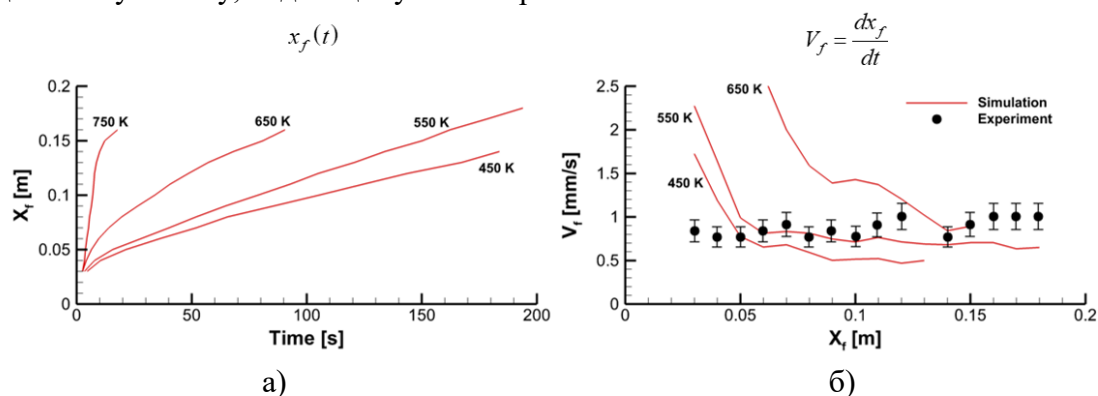 x_f(t)
V_f = dx_f/dt
0.2
0.15
0.1
0.05
0
X_f [m]
750 K
650 K
550 K
450 K
0
50
100
150
200
Time [s]
а)
2.5
2
1.5
1
0.5
0
V_f [mm/s]
650 K
550 K
450 K
Simulation
Experiment
0
0.05
0.1
0.15
0.2
X_f [m]
б)